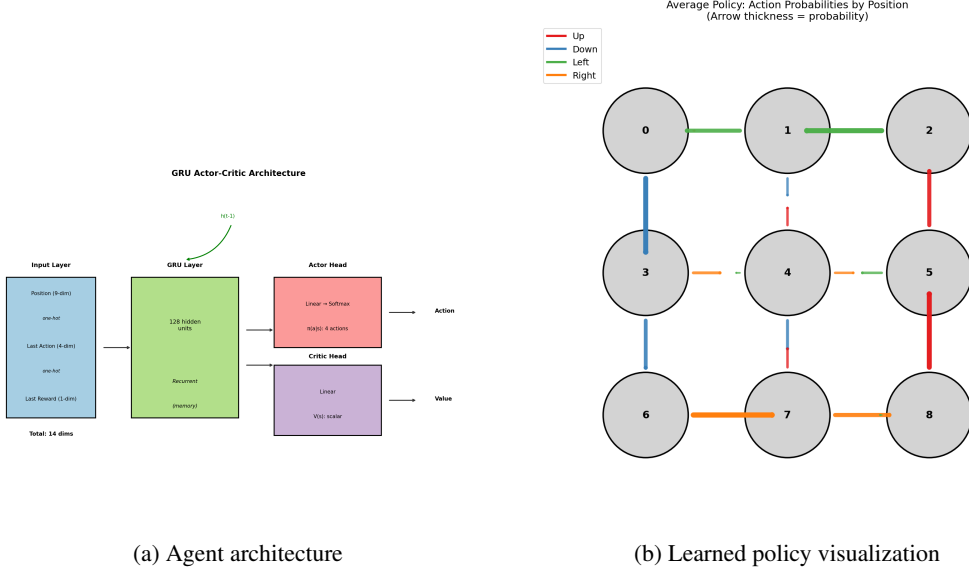 GRU Actor-Critic Architecture
h(t-1)
Input Layer
Position (9-dim)
one-hot
Last Action (4-dim)
one-hot
Last Reward (1-dim)
Total: 14 dims
GRU Layer
128 hidden
units
Recurrent
(memory)
Actor Head
Linear → Softmax
π(a|s): 4 actions
Action
Critic Head
Linear
V(s): scalar
Value
(a) Agent architecture
Average Policy: Action Probabilities by Position
(Arrow thickness = probability)
Up
Down
Left
Right
0
1
2
3
4
5
6
7
8
(b) Learned policy visualization